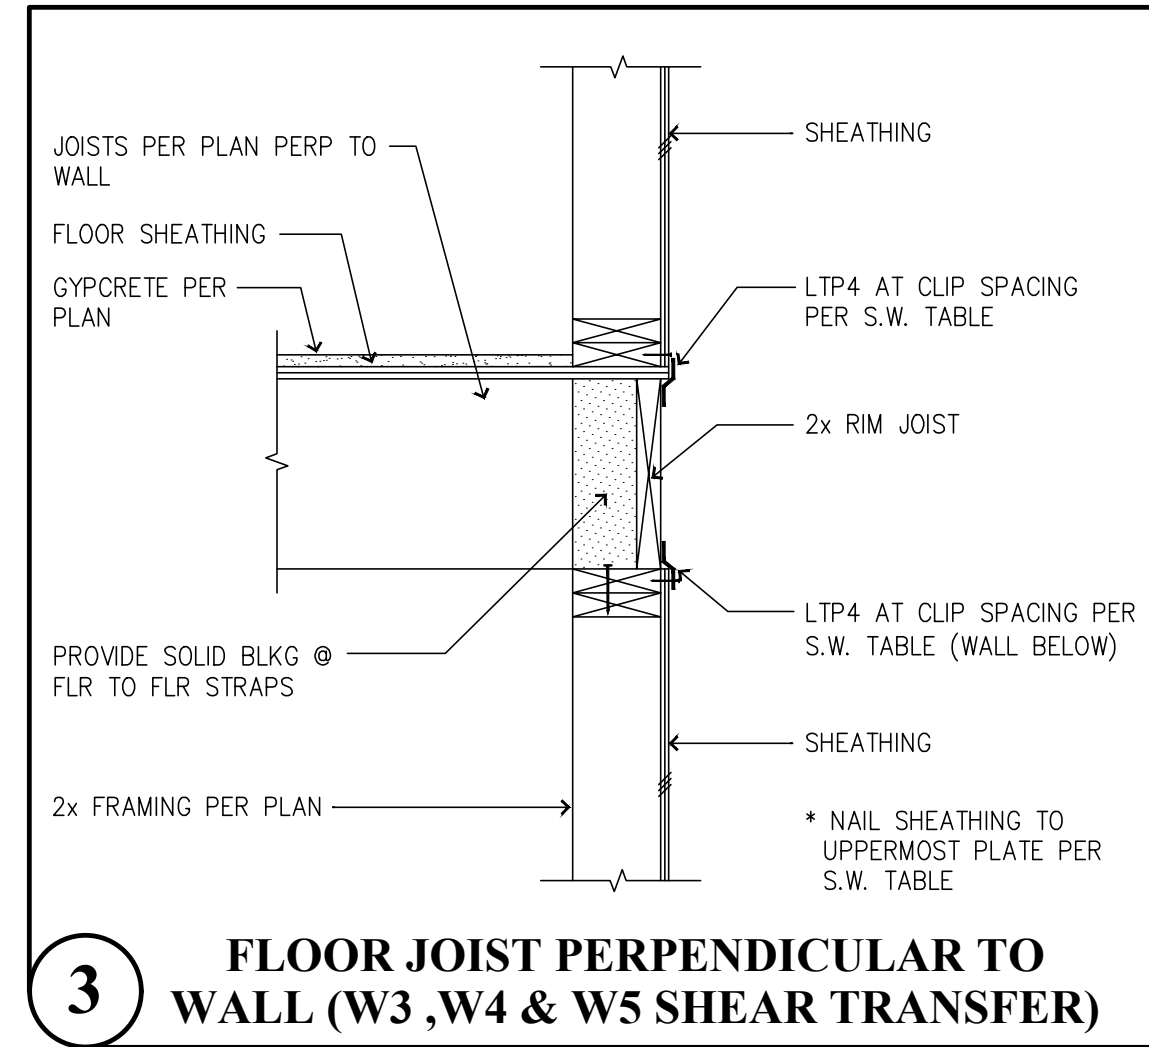 JOISTS PER PLAN PERP TO
WALL
FLOOR SHEATHING
GYPCRETE PER
PLAN
PROVIDE SOLID BLKG @
FLR TO FLR STRAPS
2x FRAMING PER PLAN
SHEATHING
LTP4 AT CLIP SPACING
PER S.W. TABLE
2x RIM JOIST
LTP4 AT CLIP SPACING PER
S.W. TABLE (WALL BELOW)
SHEATHING
* NAIL SHEATHING TO
UPPERMOST PLATE PER
S.W. TABLE
3
FLOOR JOIST PERPENDICULAR TO
WALL (W3 ,W4 & W5 SHEAR TRANSFER)